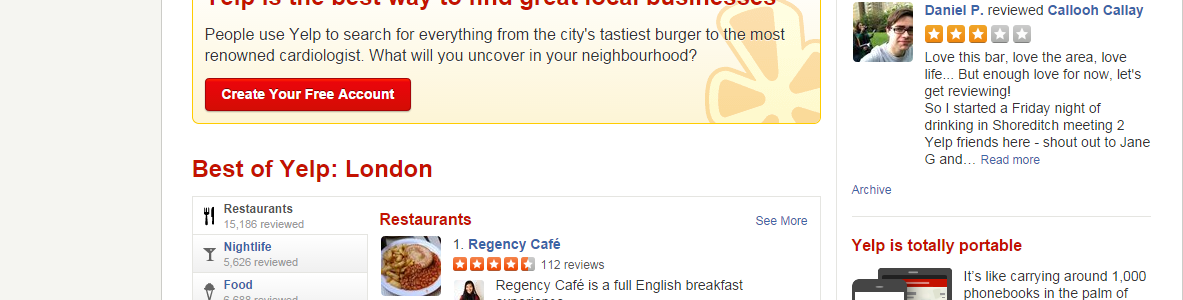 Yelp is the best way to find great local businesses
People use Yelp to search for everything from the city's tastiest burger to the most
renowned cardiologist. What will you uncover in your neighbourhood?
Create Your Free Account
Best of Yelp: London
Restaurants
15,186 reviewed
Nightlife
5,626 reviewed
Food
6,688 reviewed
Restaurants
See More
1. Regency Café
112 reviews
Regency Café is a full English breakfast
experience
Daniel P. reviewed Callooh Callay
Love this bar, love the area, love
life... But enough love for now, let's
get reviewing!
So I started a Friday night of
drinking in Shoreditch meeting 2
Yelp friends here - shout out to Jane
G and… Read more
Archive
Yelp is totally portable
It's like carrying around 1,000
phonebooks in the palm of